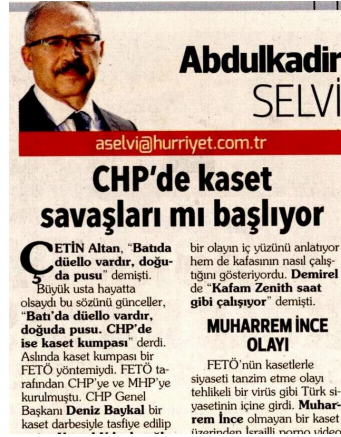 Abdulkadir
SELVİ
aselvi@hurriyet.com.tr
CHP'de kaset
savaşları mı başlıyor
ÇETİN Altan, "Batıda
düello vardır, doğu-
da pusu" demişti.
Büyük usta hayatta
olsaydı bu sözünü günceller,
"Batı'da düello vardır,
doğuda pusu. CHP'de
ise kaset kumpası" derdi.
Aslında kaset kumpası bir
FETÖ yöntemiydi. FETÖ ta-
rafından CHP'ye ve MHP'ye
kurulmuştu. CHP Genel
Başkanı Deniz Baykal bir
kaset darbesiyle tasfiye edilip
bir olayın iç yüzünü anlatıyor
hem de kafasının nasıl çalış-
tığını gösteriyordu. Demirel
de "Kafam Zenith saat
gibi çalışıyor" demişti.
MUHARREM İNCE
OLAYI
FETÖ'nün kasetlerle
siyaseti tanzim etme olayı
tehlikeli bir virüs gibi Türk si-
yasetinin içine girdi. Muhar-
rem İnce olmayan bir kaset
üzerinden İsrailli porno video